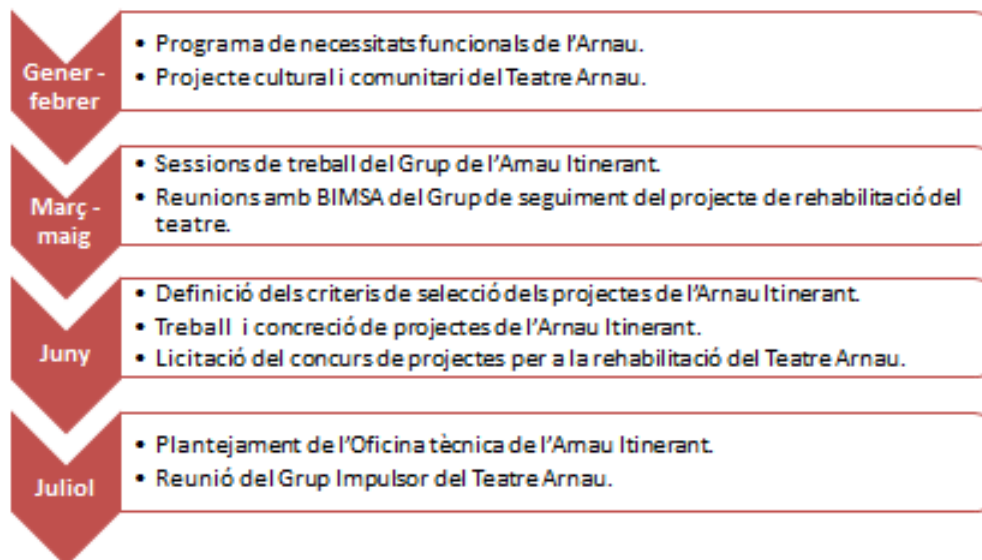 Gener -
febrer
• Programa de necessitats funcionals de l'Arnau.
• Projecte cultural i comunitari del Teatre Arnau.
Març -
maig
• Sessions de treball del Grup de l'Arnau Itinerant.
• Reunions amb BIMSA del Grup de seguiment del projecte de rehabilitació del
teatre.
Juny
• Definició dels criteris de selecció dels projectes de l'Arnau Itinerant.
• Treball i concreció de projectes de l'Arnau Itinerant.
• Licitació del concurs de projectes per a la rehabilitació del Teatre Arnau.
Juliol
• Plantejament de l'Oficina tècnica de l'Arnau Itinerant.
• Reunió del Grup Impulsor del Teatre Arnau.